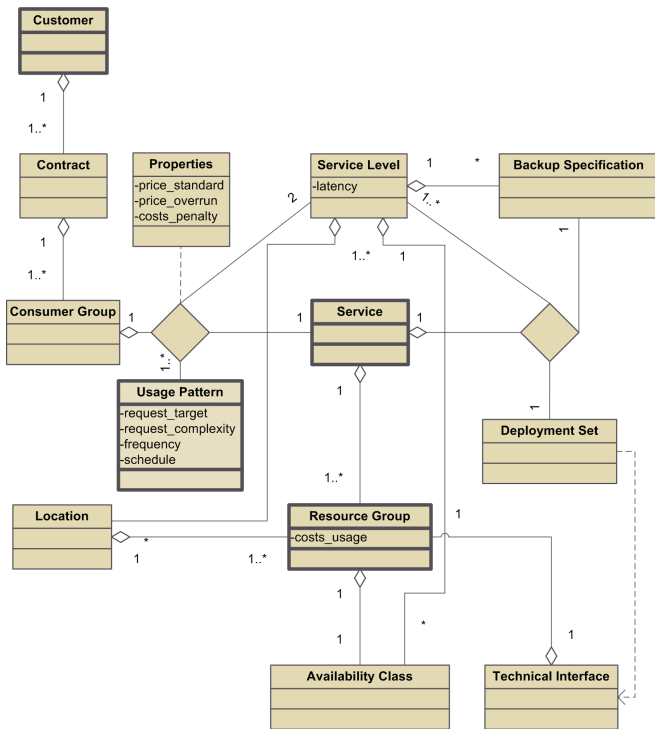 Customer
1
1..*
Contract
Properties
-price_standard
-price_overrun
-costs_penalty
Service Level
-latency
1
*
Backup Specification
2
1..*
1
1..*
1..*
1
1
Consumer Group
1
1
Service
1
1..*
1
1
Usage Pattern
-request_target
-request_complexity
-frequency
-schedule
Deployment Set
1..*
Location
*
1
Resource Group
-costs_usage
1..*
1
1
1
*
1
Availability Class
Technical Interface